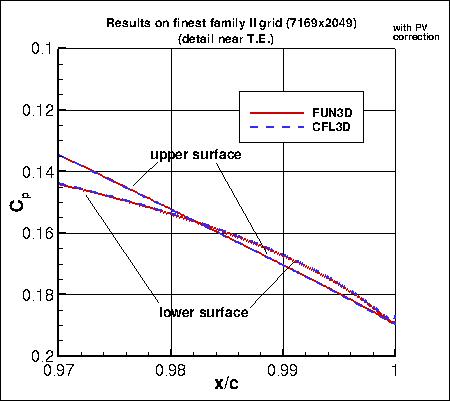 Results on finest family II grid (7169x2049)
(detail near T.E.)
with PV
correction
0.1
0.12
0.14
0.16
0.18
0.2
Cp
FUN3D
CFL3D
upper surface
lower surface
0.97
0.98
0.99
1
x/c